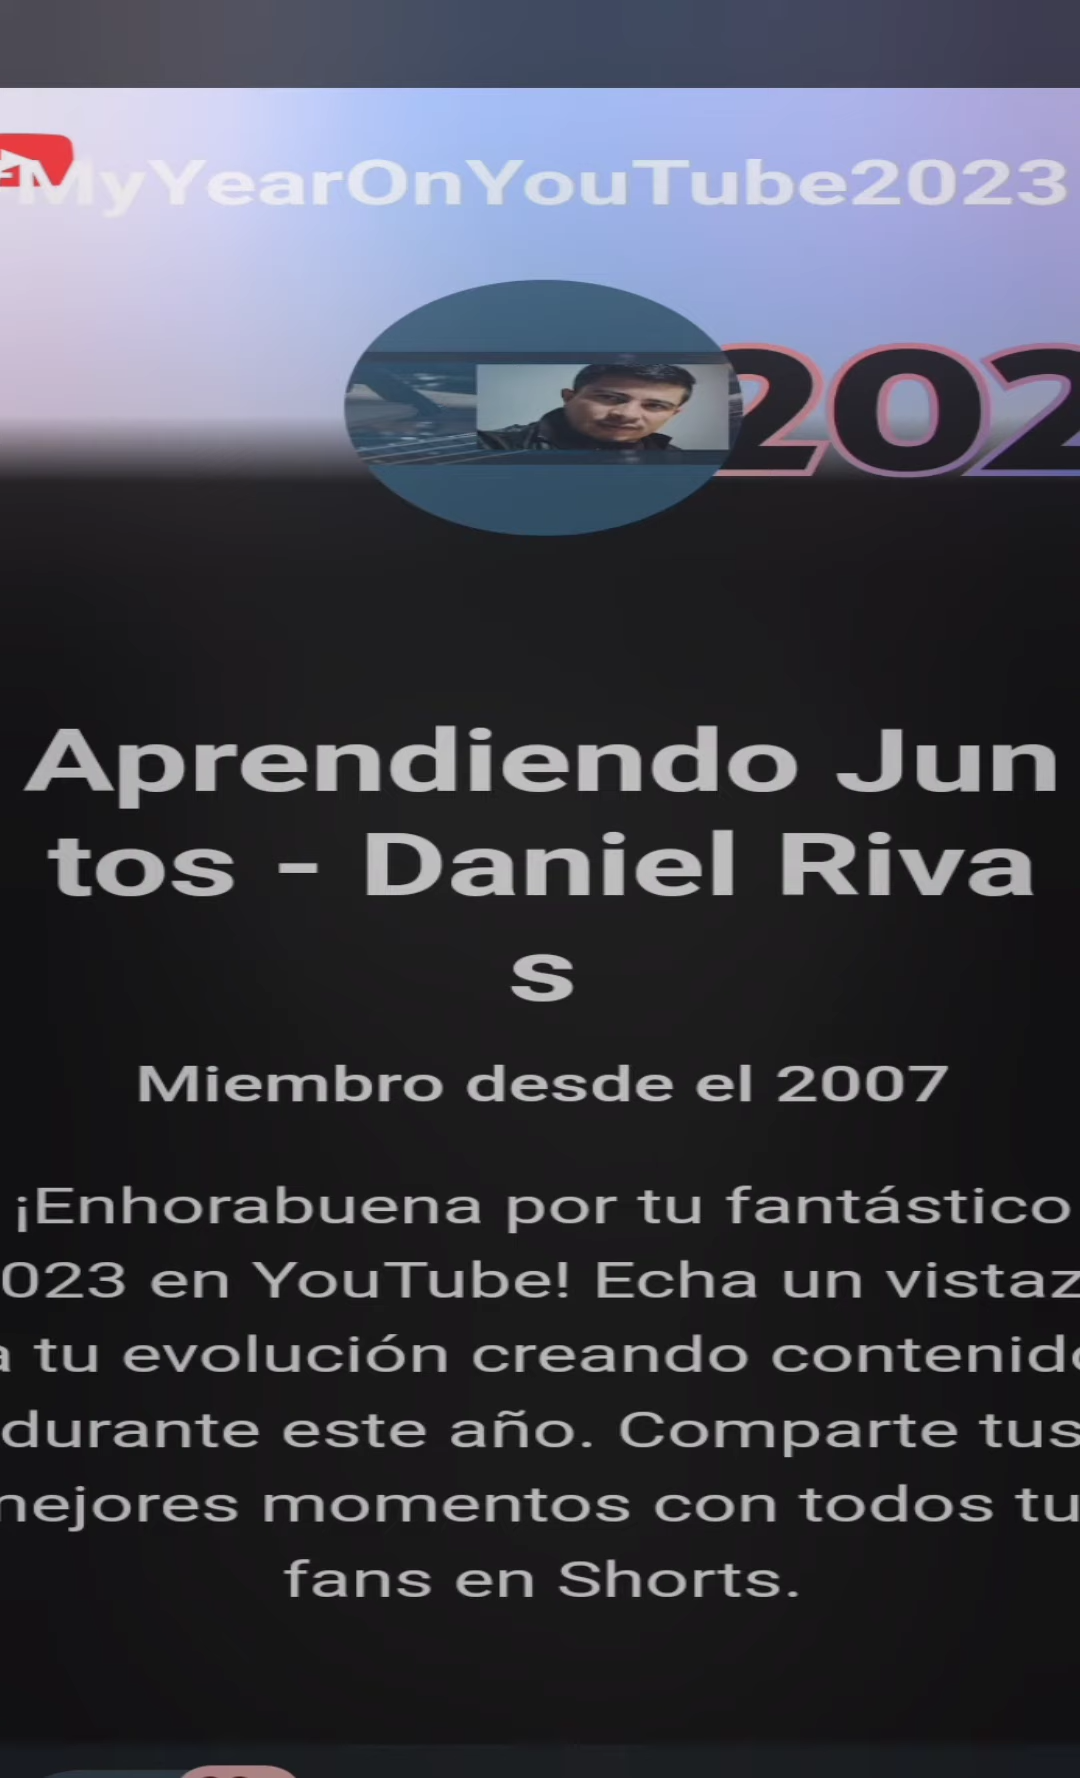 #MyYearOnYouTube2023
202
Aprendiendo Jun
tos - Daniel Riva
s
Miembro desde el 2007
¡Enhorabuena por tu fantástico
023 en YouTube! Echa un vistaz
a tu evolución creando contenido
durante este año. Comparte tus
mejores momentos con todos tu
fans en Shorts.